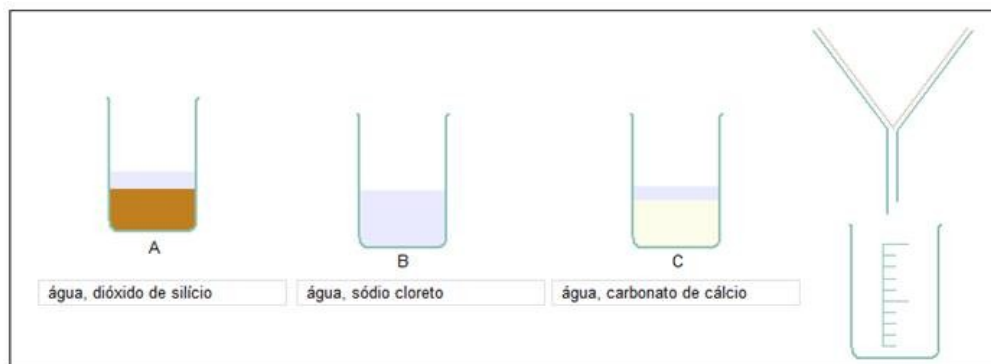 A
B
C
água, dióxido de silício
água, sódio cloreto
água, carbonato de cálcio